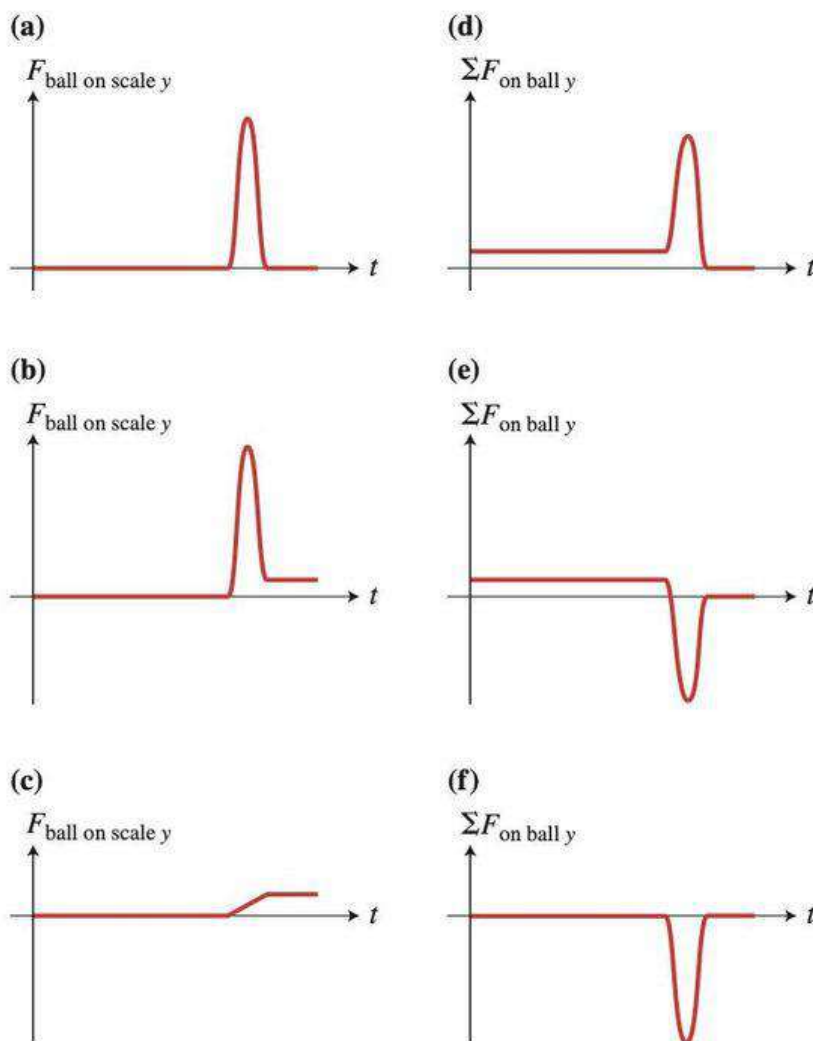 (a)
F ball on scale y
t
(d)
ΣF on ball y
t
(b)
F ball on scale y
t
(e)
ΣF on ball y
t
(c)
F ball on scale y
t
(f)
ΣF on ball y
t